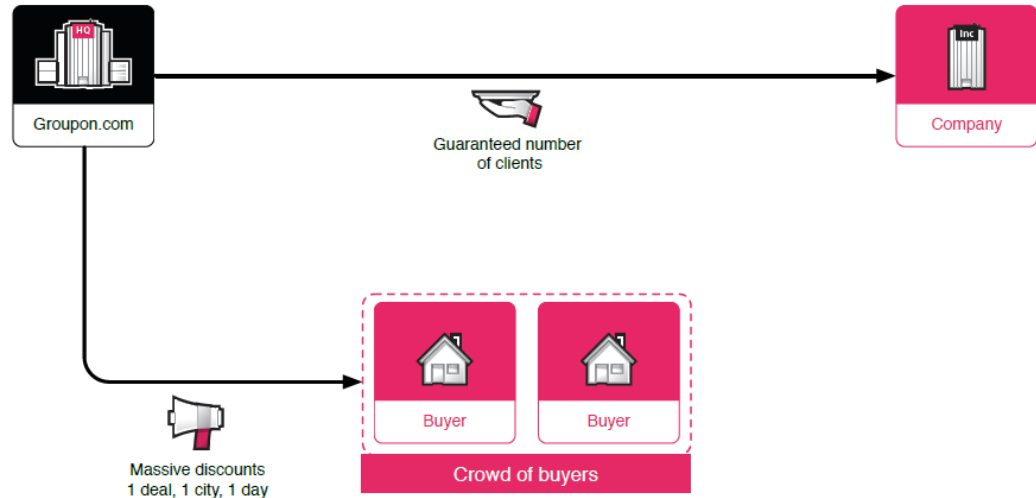 HQ
Inc
Groupon.com
Company
Guaranteed number
of clients
Buyer
Buyer
Massive discounts
1 deal, 1 city, 1 day
Crowd of buyers